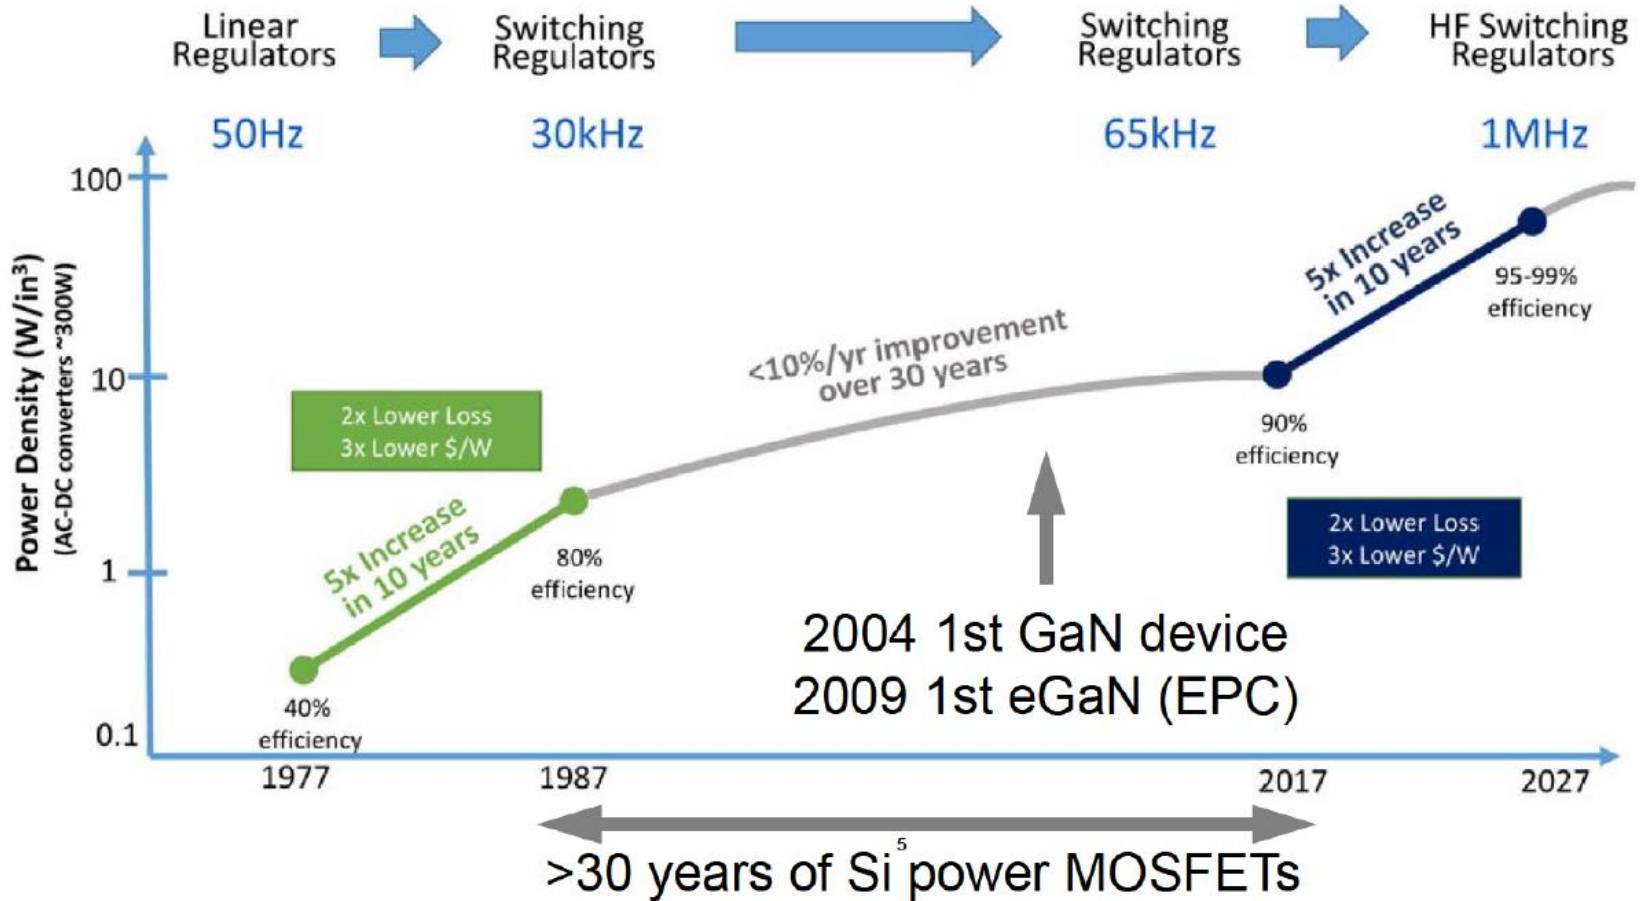 Linear
Regulators
Switching
Regulators
Switching
Regulators
HF Switching
Regulators
50Hz
30kHz
65kHz
1MHz
Power Density (W/in³)
(AC-DC converters ~300W)
100
10
1
0.1
2x Lower Loss
3x Lower $/W
5x Increase
in 10 years
40%
efficiency
80%
efficiency
<10%/yr improvement
over 30 years
5x Increase
in 10 years
95-99%
efficiency
90%
efficiency
2x Lower Loss
3x Lower $/W
2004 1st GaN device
2009 1st eGaN (EPC)
1977
1987
2017
2027
5
>30 years of Si power MOSFETs